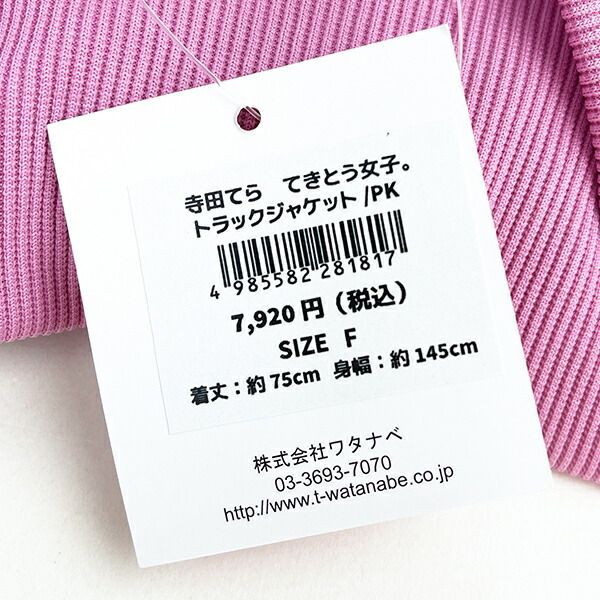 寺田てら　てきとう女子。
トラックジャケット /PK
4 985582 281817
7,920 円（税込）
SIZE F
着丈：約 75cm 身幅：約 145cm
株式会社ワタナベ
03-3693-7070
http://www.t-watanabe.co.jp